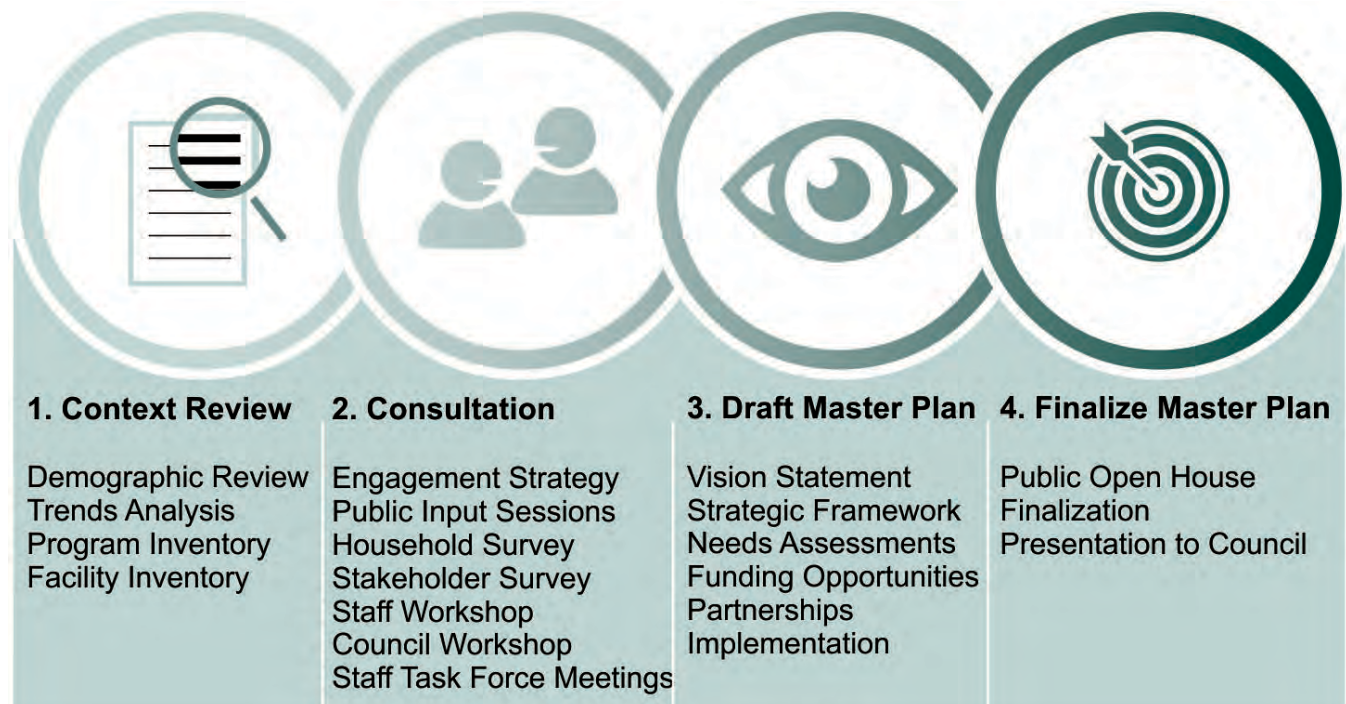 1. Context Review
Demographic Review
Trends Analysis
Program Inventory
Facility Inventory
2. Consultation
Engagement Strategy
Public Input Sessions
Household Survey
Stakeholder Survey
Staff Workshop
Council Workshop
Staff Task Force Meetings
3. Draft Master Plan
Vision Statement
Strategic Framework
Needs Assessments
Funding Opportunities
Partnerships
Implementation
4. Finalize Master Plan
Public Open House
Finalization
Presentation to Council